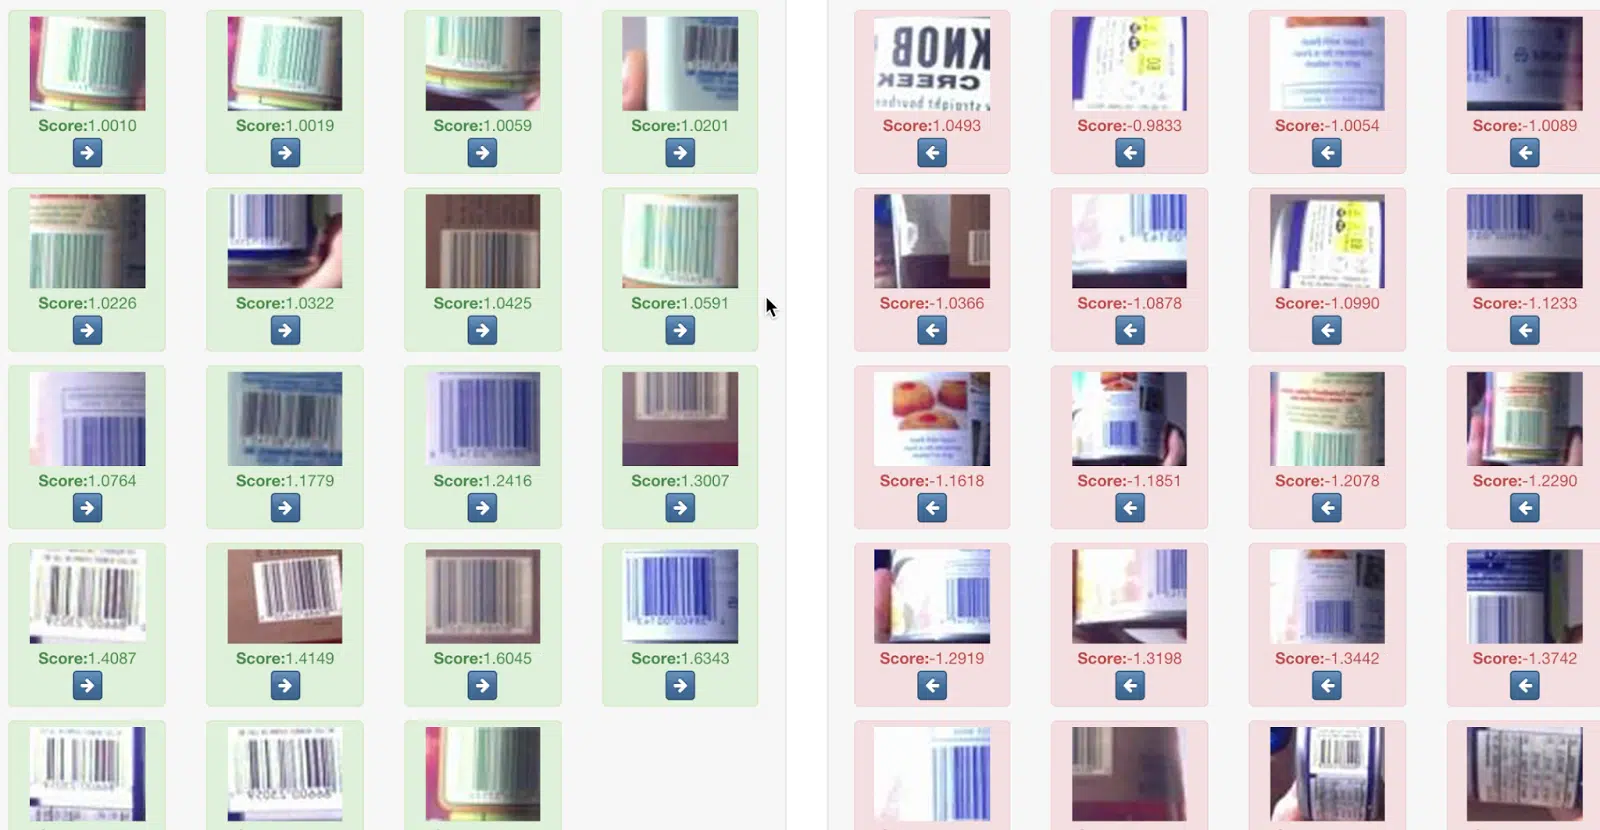 Score:1.0010 Score:1.0019 Score:1.0059 Score:1.0201
KNOB
CREEK
straight bourbon
Score:1.0493 Score:-0.9833 Score:-1.0054 Score:-1.0089
Score:1.0226 Score:1.0322 Score:1.0425 Score:1.0591
Score:-1.0366 Score:-1.0878 Score:-1.0990 Score:-1.1233
Score:1.0764 Score:1.1779 Score:1.2416 Score:1.3007
Score:-1.1618 Score:-1.1851 Score:-1.2078 Score:-1.2290
Score:1.4087 Score:1.4149 Score:1.6045 Score:1.6343
Score:-1.2919 Score:-1.3198 Score:-1.3442 Score:-1.3742